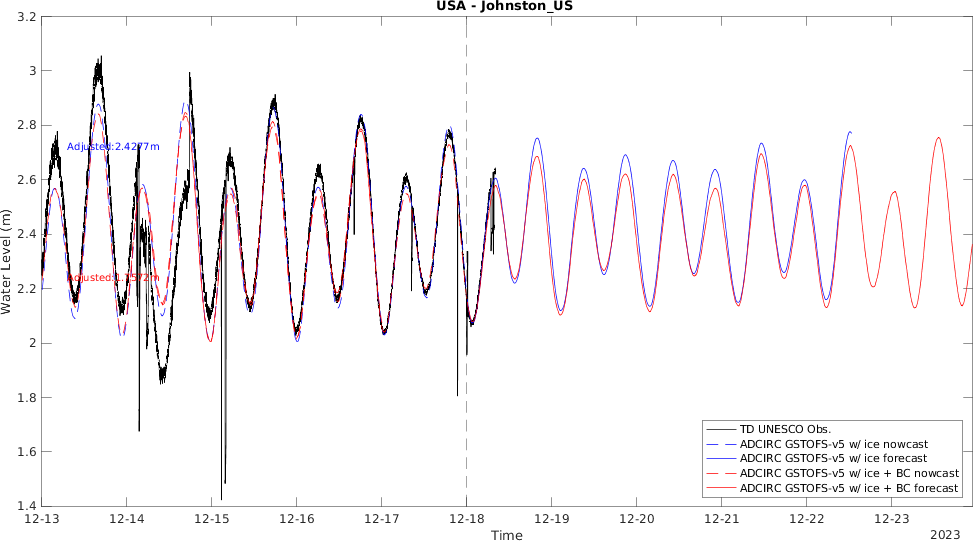 USA - Johnston_US
3.2
3
2.8
2.6
2.4
2.2
2
1.8
1.6
1.4
Water Level (m)
Adjusted:2.4277m
TD UNESCO Obs.
ADCIRC GSTOFS-v5 w/ ice nowcast
ADCIRC GSTOFS-v5 w/ ice forecast
ADCIRC GSTOFS-v5 w/ ice + BC nowcast
ADCIRC GSTOFS-v5 w/ ice + BC forecast
12-13 12-14 12-15 12-16 12-17 12-18 12-19 12-20 12-21 12-22 12-23
Time
2023